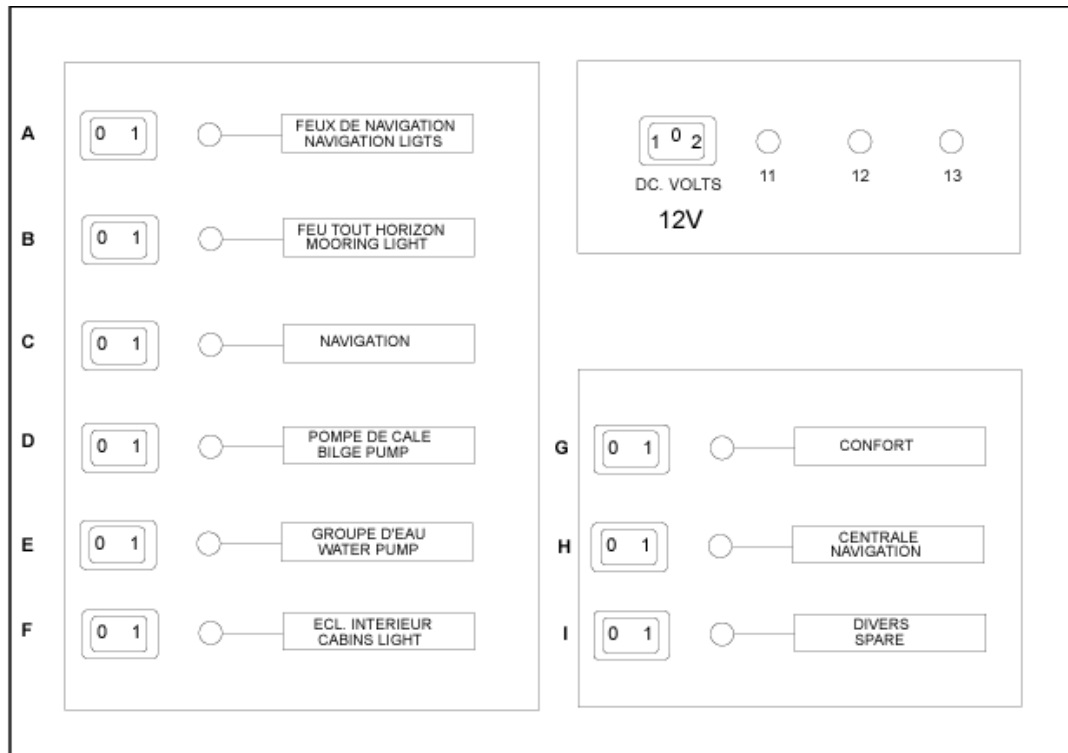 A
0 1
FEUX DE NAVIGATION
NAVIGATION LIGTS
B
0 1
FEU TOUT HORIZON
MOORING LIGHT
C
0 1
NAVIGATION
D
0 1
POMPE DE CALE
BILGE PUMP
E
0 1
GROUPE D'EAU
WATER PUMP
F
0 1
ECL. INTERIEUR
CABINS LIGHT
1 0 2
DC. VOLTS
12V
11
12
13
G
0 1
CONFORT
H
0 1
CENTRALE
NAVIGATION
I
0 1
DIVERS
SPARE